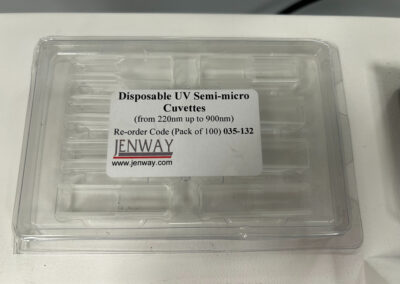 Disposable UV Semi-micro
Cuvettes
(from 220nm up to 900nm)
Re-order Code (Pack of 100) 035-132
JENWAY
www.jenway.com